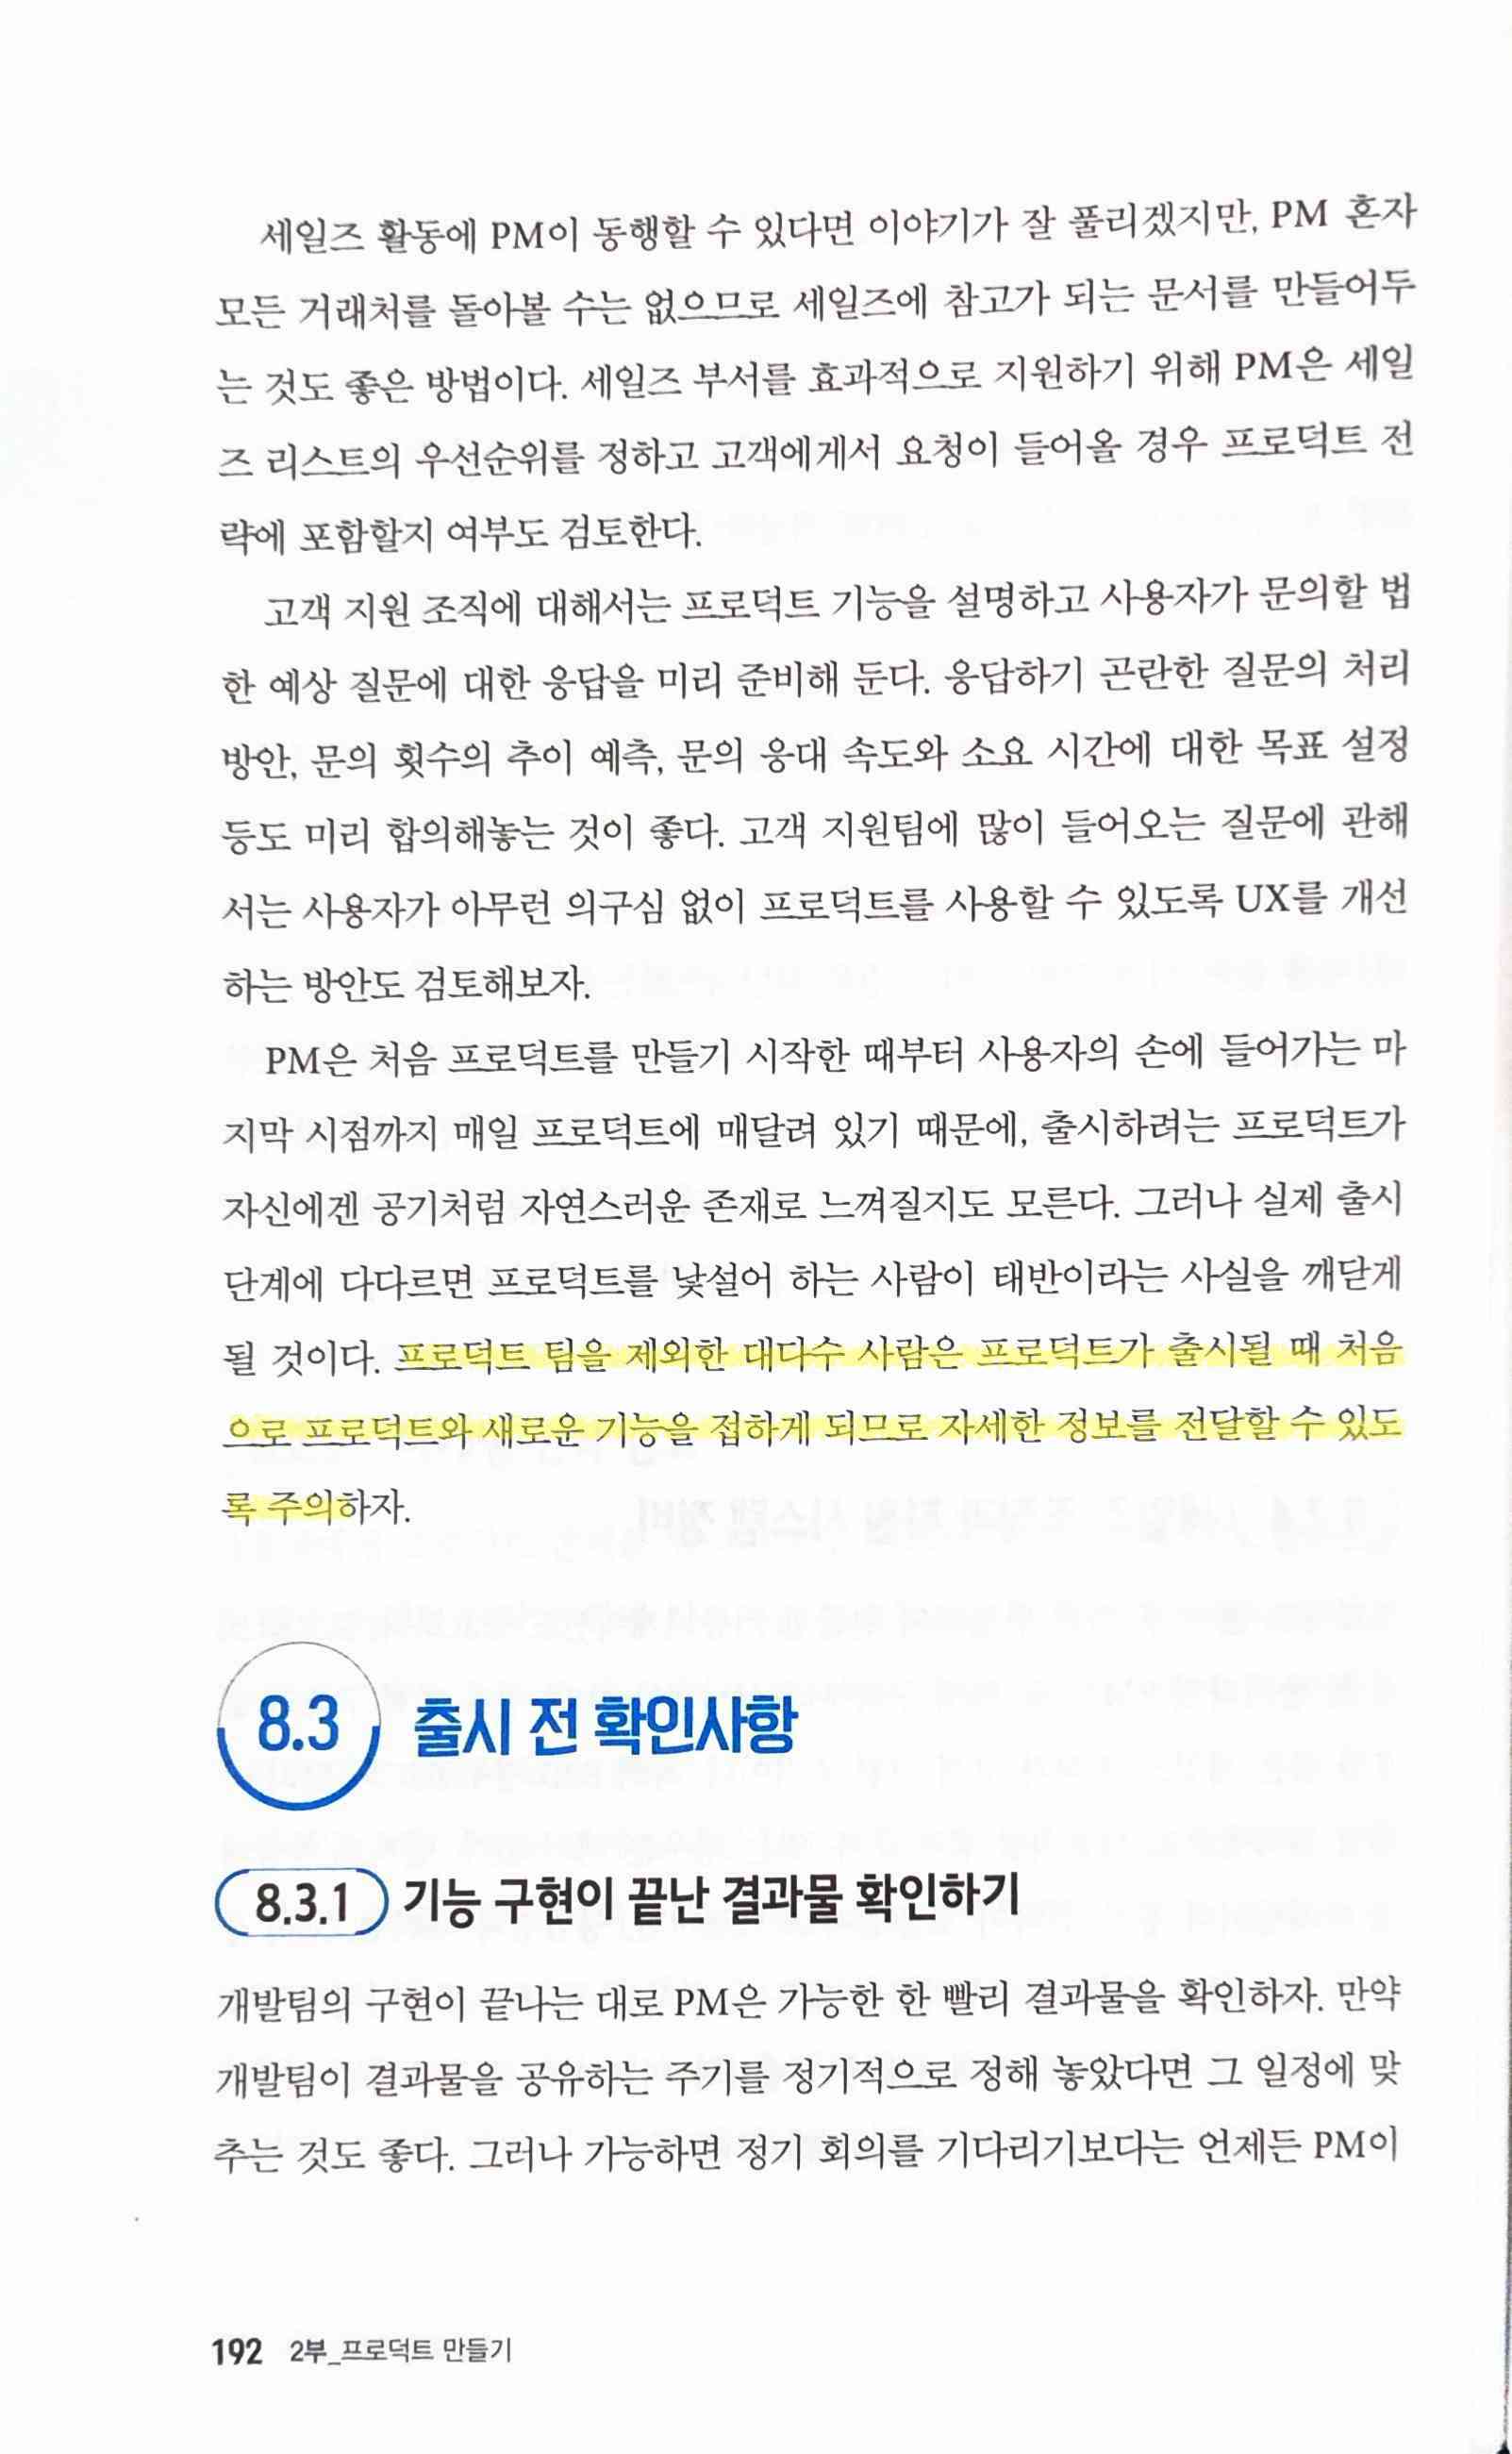 세일즈 활동에 PM이 동행할 수 있다면 이야기가 잘 풀리겠지만, PM 혼자
모든 거래처를 돌아볼 수는 없으므로 세일즈에 참고가 되는 문서를 만들어두
는 것도 좋은 방법이다. 세일즈 부서를 효과적으로 지원하기 위해 PM은 세일
즈 리스트의 우선순위를 정하고 고객에게서 요청이 들어올 경우 프로덕트 전
략에 포함할지 여부도 검토한다.
고객 지원 조직에 대해서는 프로덕트 기능을 설명하고 사용자가 문의할 법
한 예상 질문에 대한 응답을 미리 준비해 둔다. 응답하기 곤란한 질문의 처리
방안, 문의 횟수의 추이 예측, 문의 응대 속도와 소요 시간에 대한 목표 설정
등도 미리 합의해놓는 것이 좋다. 고객 지원팀에 많이 들어오는 질문에 관해
서는 사용자가 아무런 의구심 없이 프로덕트를 사용할 수 있도록 UX를 개선
하는 방안도 검토해보자.
PM은 처음 프로덕트를 만들기 시작한 때부터 사용자의 손에 들어가는 마
지막 시점까지 매일 프로덕트에 매달려 있기 때문에, 출시하려는 프로덕트가
자신에겐 공기처럼 자연스러운 존재로 느껴질지도 모른다. 그러나 실제 출시
단계에 다다르면 프로덕트를 낯설어 하는 사람이 태반이라는 사실을 깨닫게
될 것이다. 프로덕트 팀을 제외한 대다수 사람은 프로덕트가 출시될 때 처음
으로 프로덕트와 새로운 기능을 접하게 되므로 자세한 정보를 전달할 수 있도
록 주의하자.
8.3 출시 전 확인사항
8.3.1 기능 구현이 끝난 결과물 확인하기
개발팀의 구현이 끝나는 대로 PM은 가능한 한 빨리 결과물을 확인하자. 만약
개발팀이 결과물을 공유하는 주기를 정기적으로 정해 놓았다면 그 일정에 맞
추는 것도 좋다. 그러나 가능하면 정기 회의를 기다리기보다는 언제든 PM이
192 2부_프로덕트 만들기